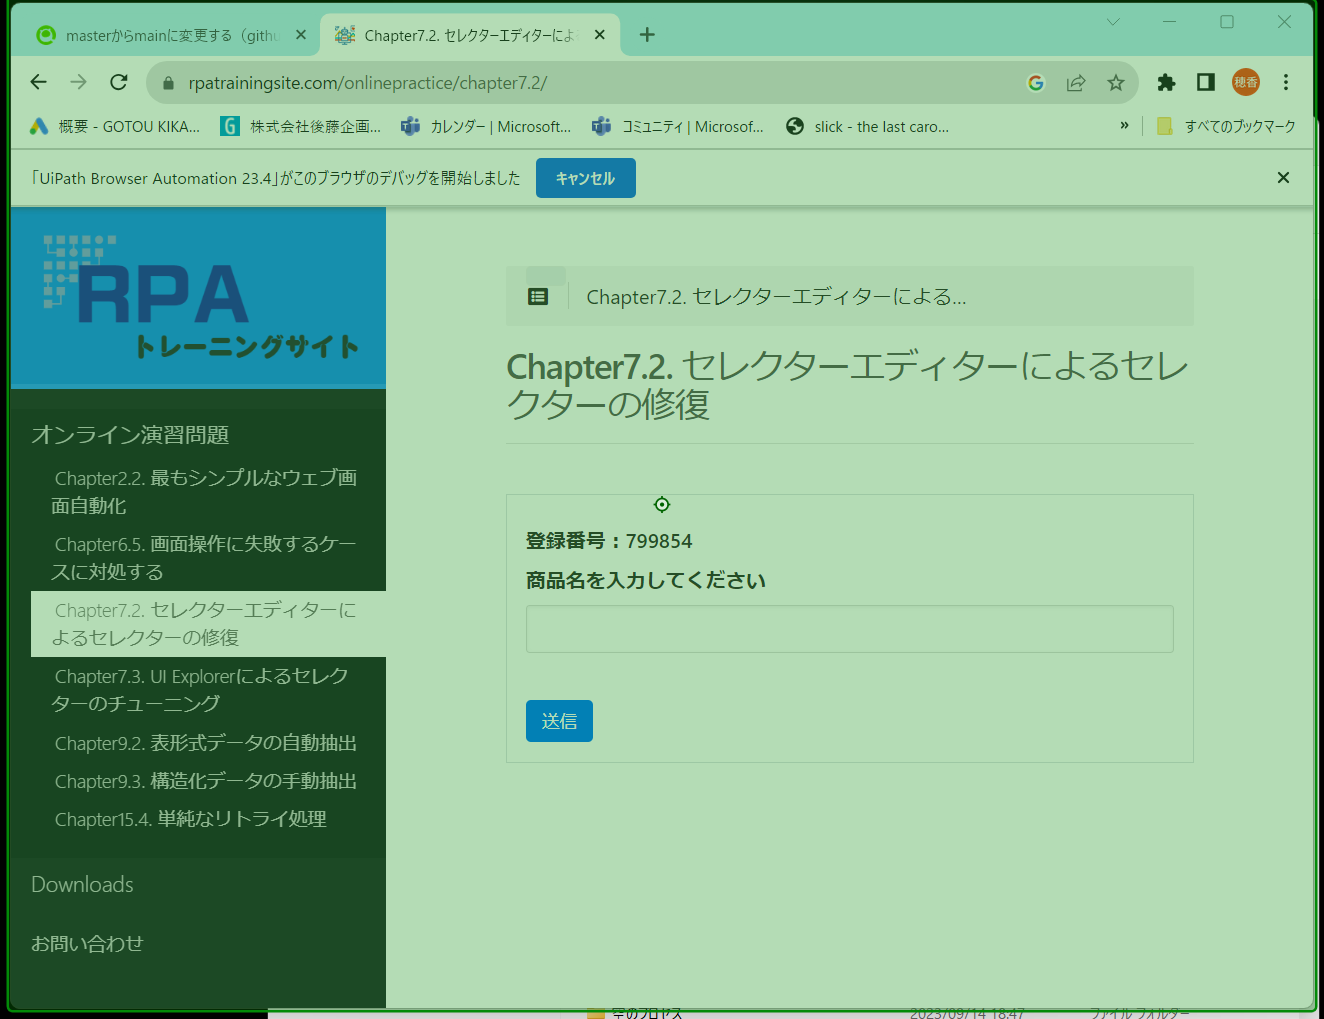 masterからmainに変更する（githu
Chapter7.2. セレクターエディターによ
rpatrainingsite.com/onlinepractice/chapter7.2/
穂香
概要 - GOTOU KIKA...
株式会社後藤企画...
カレンダー | Microsoft...
コミュニティ | Microsof...
slick - the last caro...
»
すべてのブックマーク
「UiPath Browser Automation 23.4」がこのブラウザのデバッグを開始しました
キャンセル
RPA
トレーニングサイト
オンライン演習問題
Chapter2.2. 最もシンプルなウェブ画
面自動化
Chapter6.5. 画面操作に失敗するケー
スに対処する
Chapter7.2. セレクターエディターに
よるセレクターの修復
Chapter7.3. UI Explorerによるセレク
ターのチューニング
Chapter9.2. 表形式データの自動抽出
Chapter9.3. 構造化データの手動抽出
Chapter15.4. 単純なリトライ処理
Downloads
お問い合わせ
Chapter7.2. セレクターエディターによる...
Chapter7.2. セレクターエディターによるセレ
クターの修復
登録番号：799854
商品名を入力してください
送信
空のプロセス
2023/09/14 18:47
ファイル フォルダー